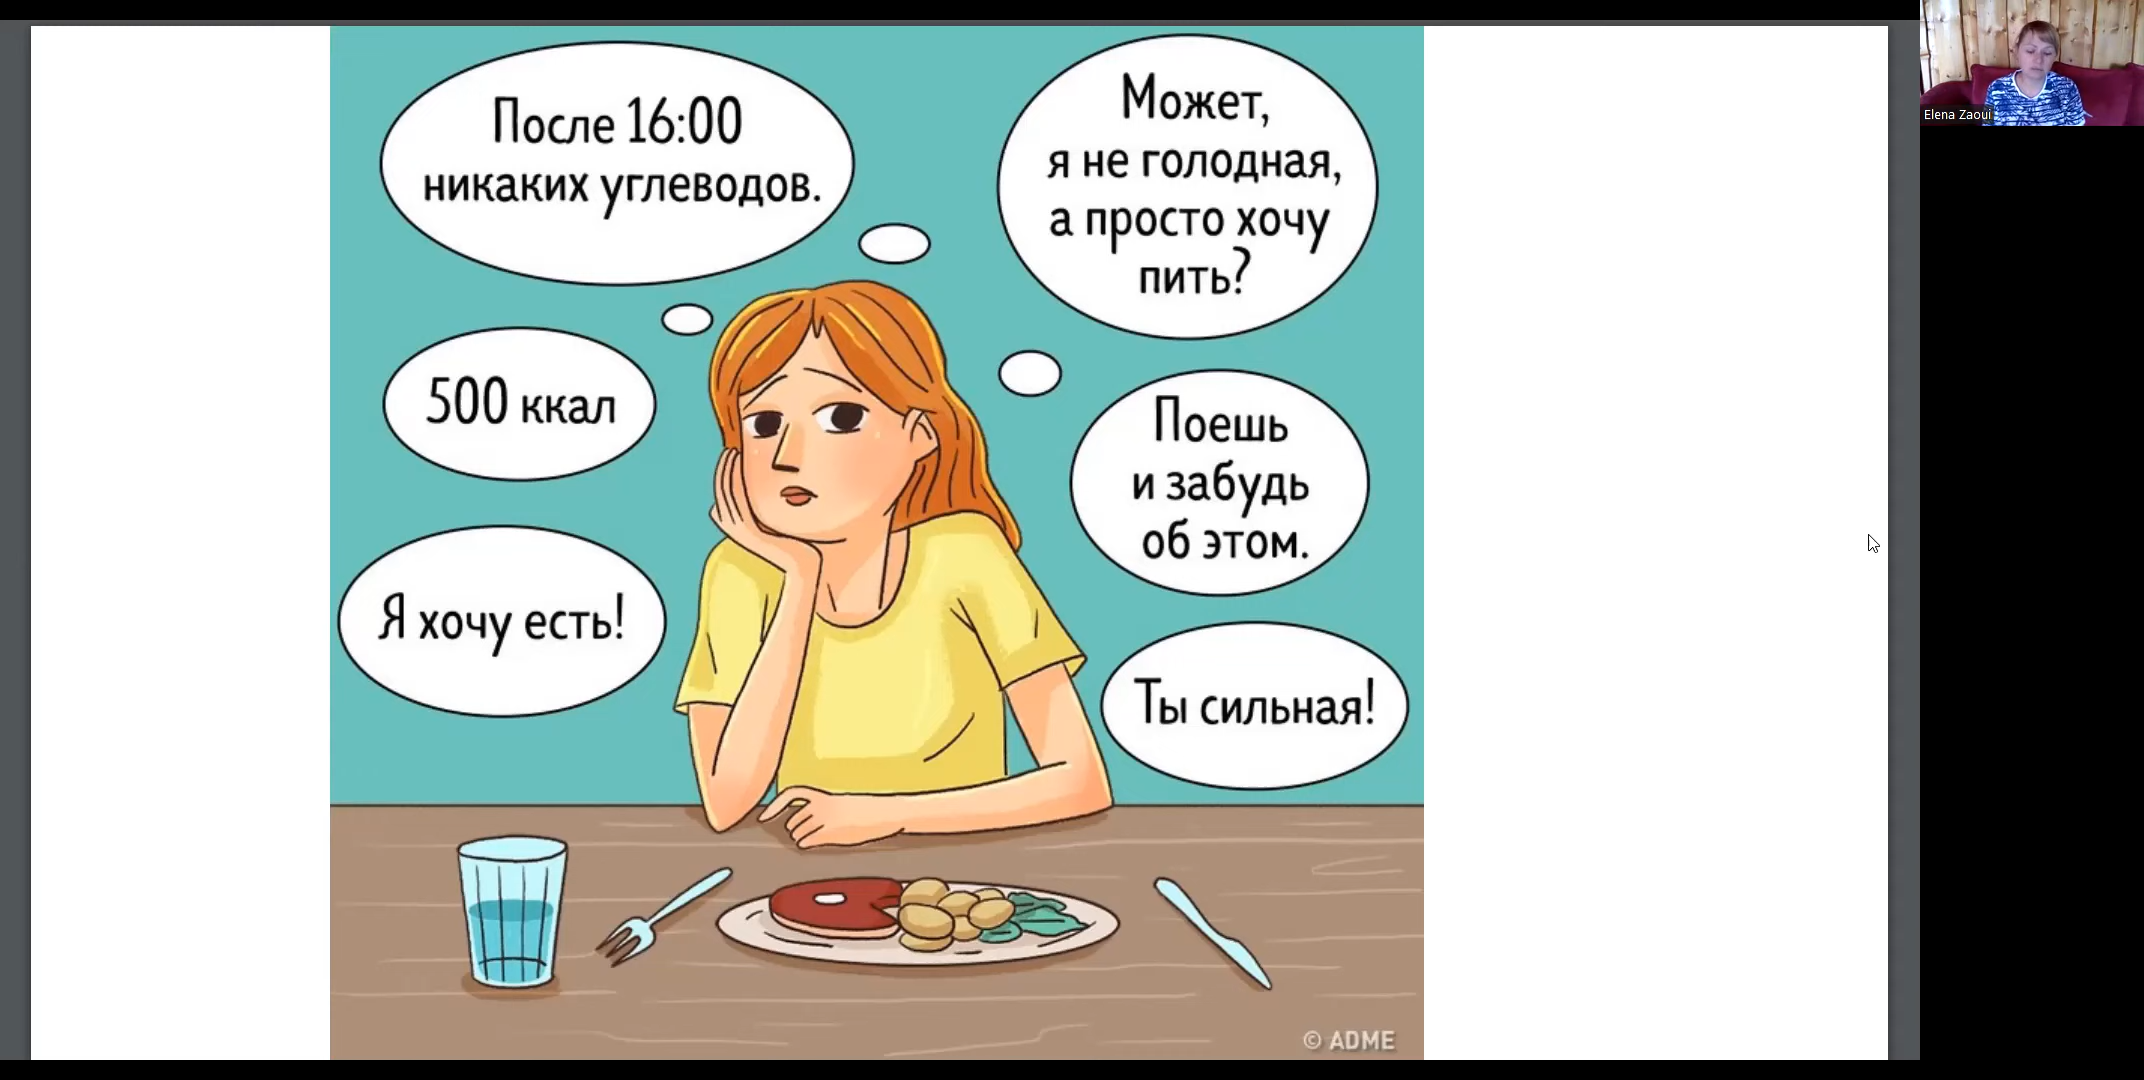 После 16:00
никаких углеводов.
Может,
я не голодная,
а просто хочу
пить?
500 ккал
Поешь
и забудь
об этом.
Я хочу есть!
Ты сильная!
© ADME
Elena Zaoui